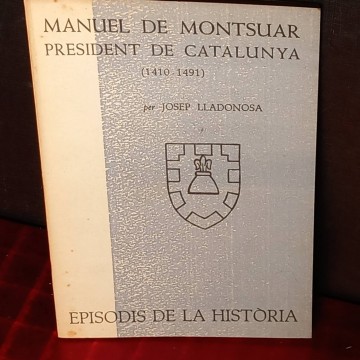 MANUEL DE MONTSUAR
PRESIDENT DE CATALUNYA
(1410-1491)
per JOSEP LLADONOSA
EPISODIS DE LA HISTÒRIA